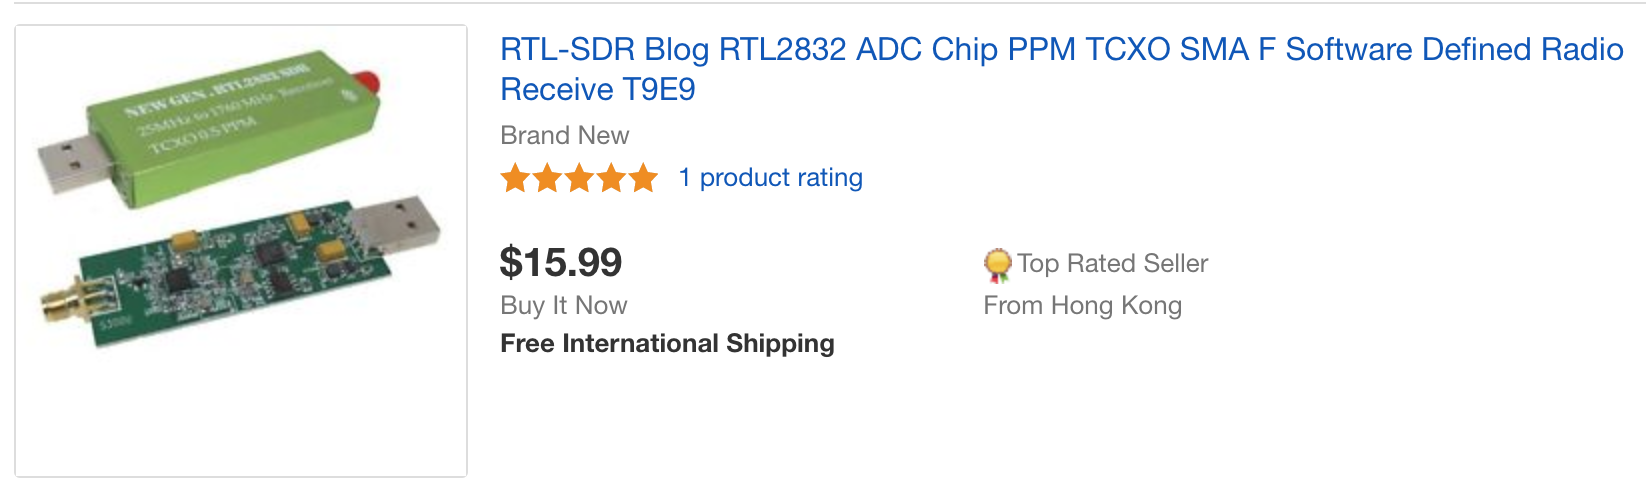 NEW GEN . RTL2832 SDR
25MHz to 1760 MHz Receiver
TCXO 0.5 PPM
RTL-SDR Blog RTL2832 ADC Chip PPM TCXO SMA F Software Defined Radio
Receive T9E9
Brand New
1 product rating
$15.99
Buy It Now
Free International Shipping
Top Rated Seller
From Hong Kong